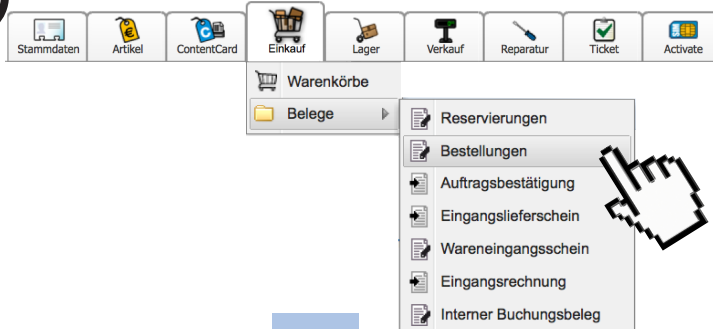 Stammdaten Artikel ContentCard Einkauf Lager Verkauf Reparatur Ticket Activate
Warenkörbe
Belege
Reservierungen
Bestellungen
Auftragsbestätigung
Eingangslieferschein
Wareneingangsschein
Eingangsrechnung
Interner Buchungsbeleg